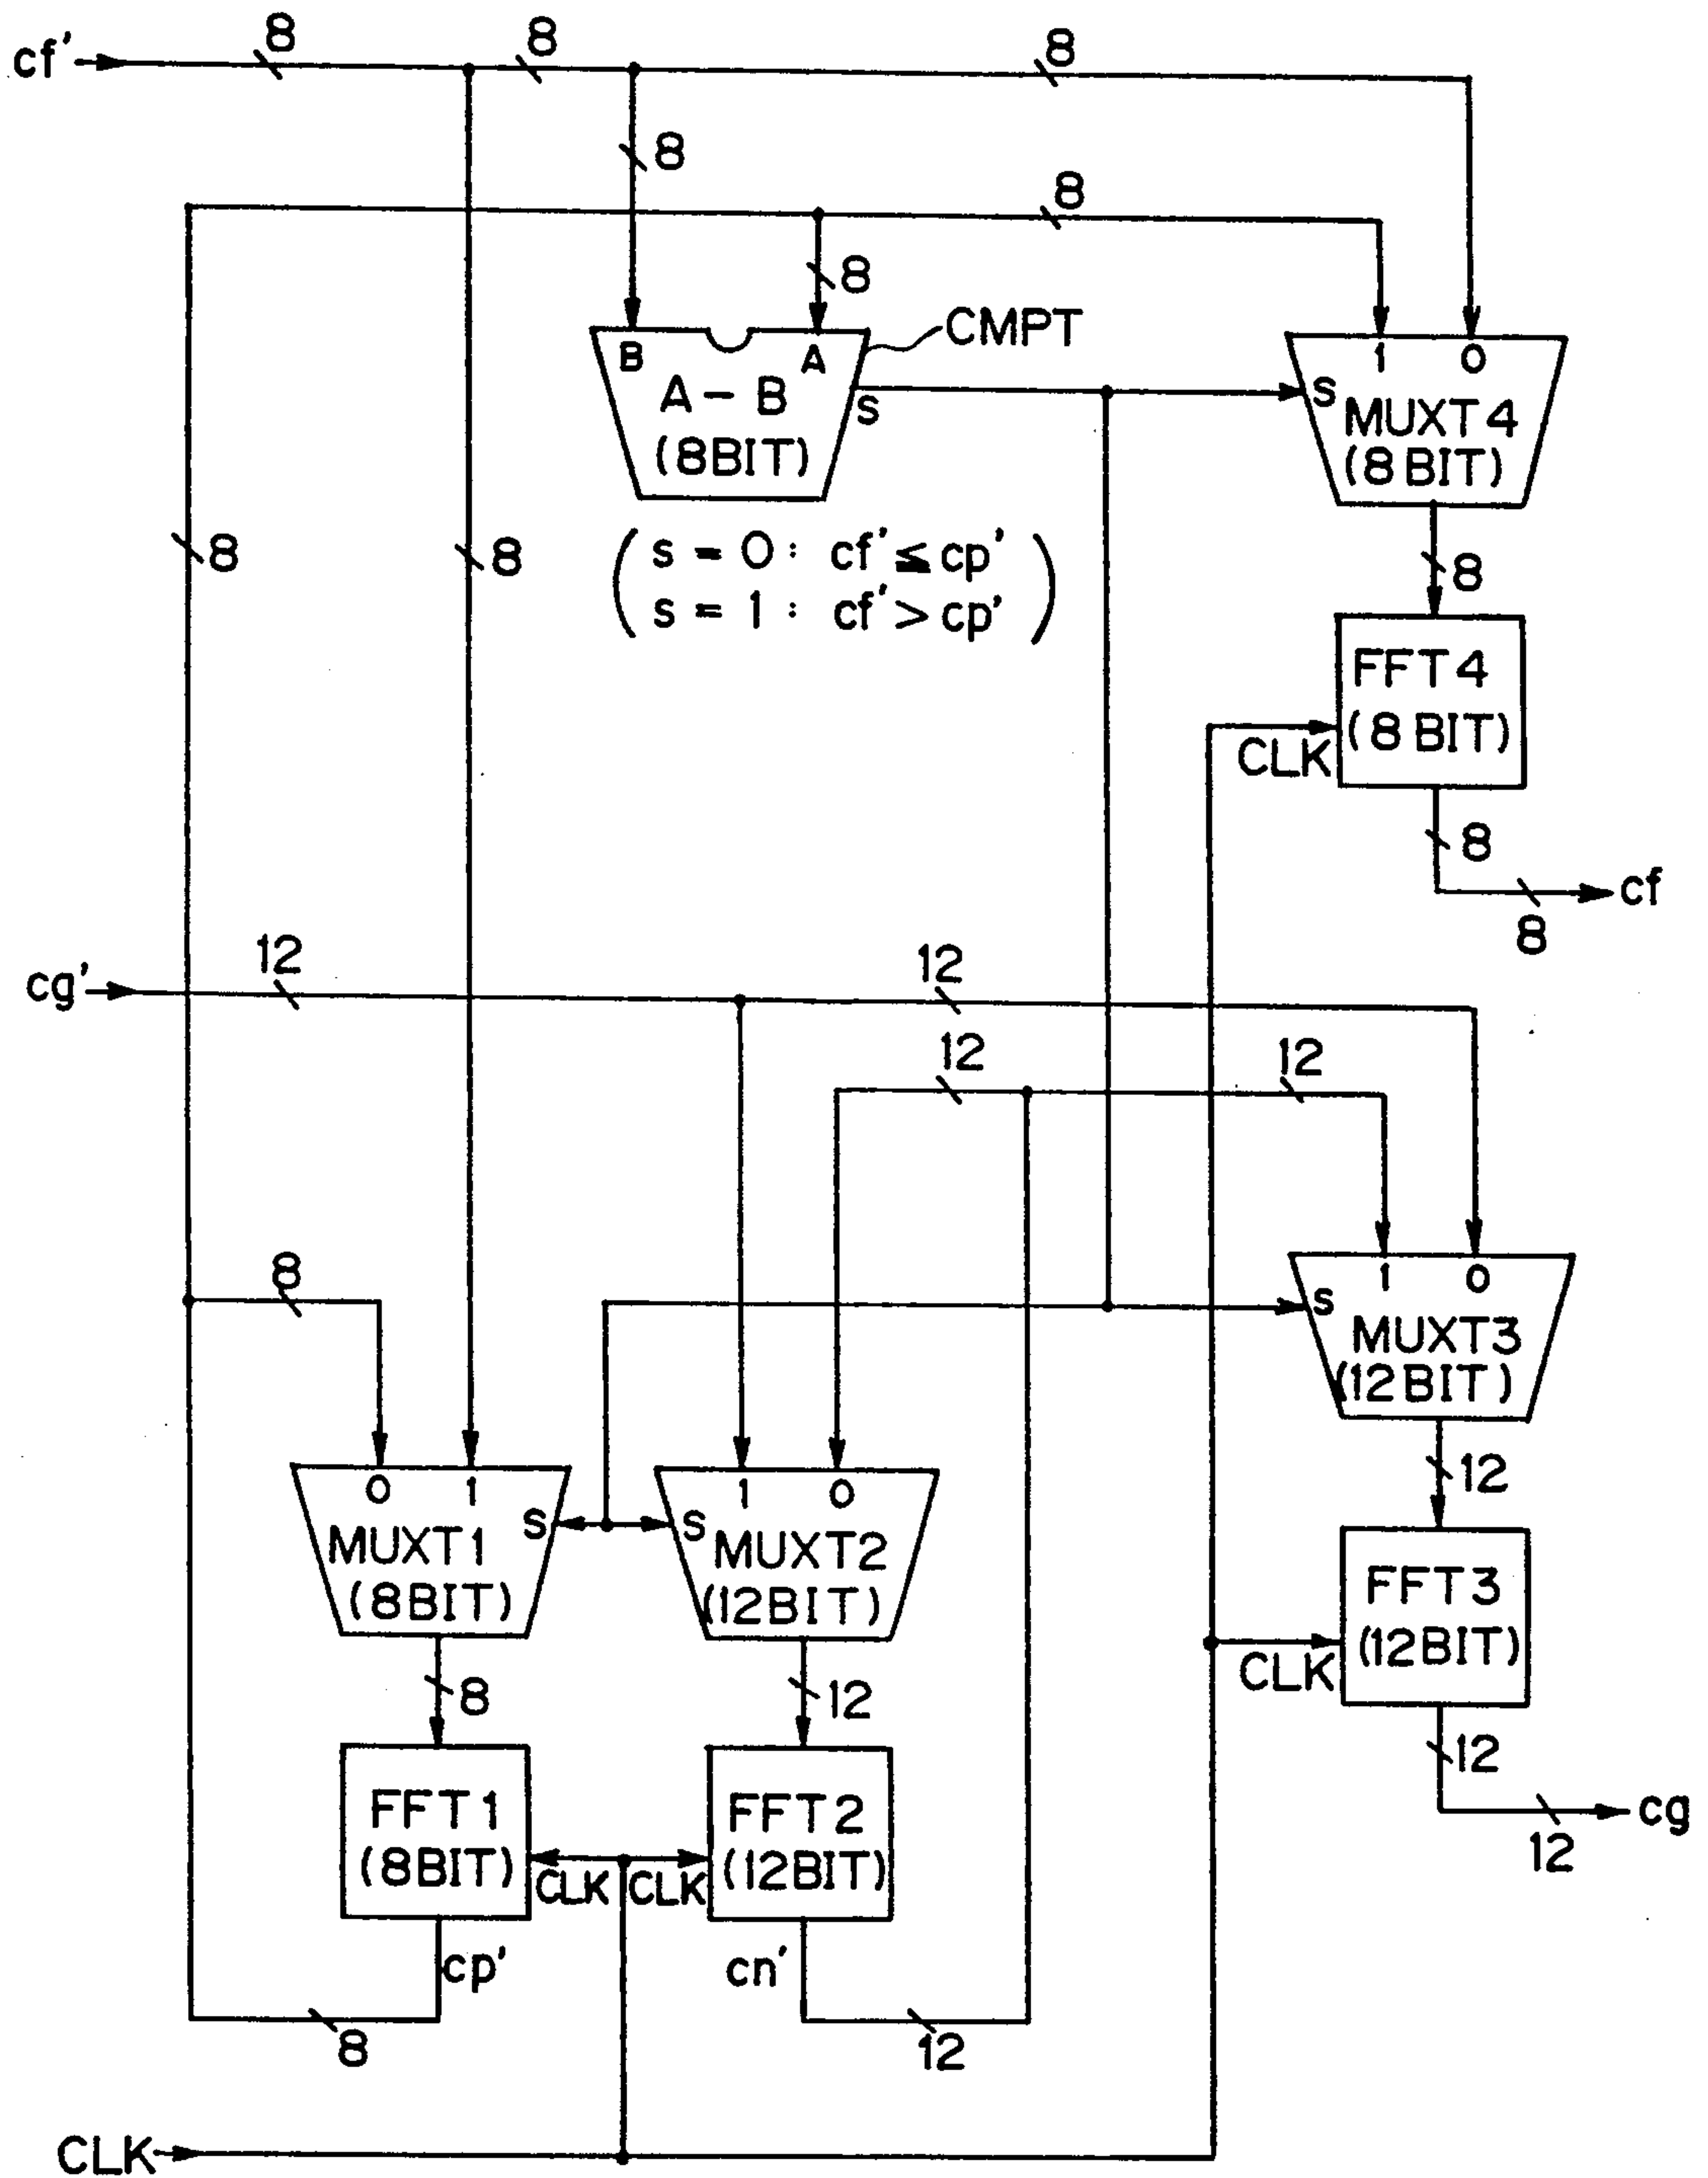 cf' 8 8 8
8
8
8
CMPT
B A
A - B
(8BIT)
s
1 0
s
MUXT4
(8 BIT)
8 8
( s = 0 : cf' ≦ cp' )
( s = 1 : cf' > cp' )
8
FFT4
(8 BIT)
CLK
8
cf
8
cg' 12 12
12 12
8
1 0
s
MUXT3
(12BIT)
0 1
s
MUXT1
(8BIT)
1 0
s
MUXT2
(12BIT)
12
FFT3
(12BIT)
CLK
8 12
12
cg
12
FFT1
(8BIT)
CLK CLK
FFT2
(12BIT)
cp' cn'
8 12
CLK